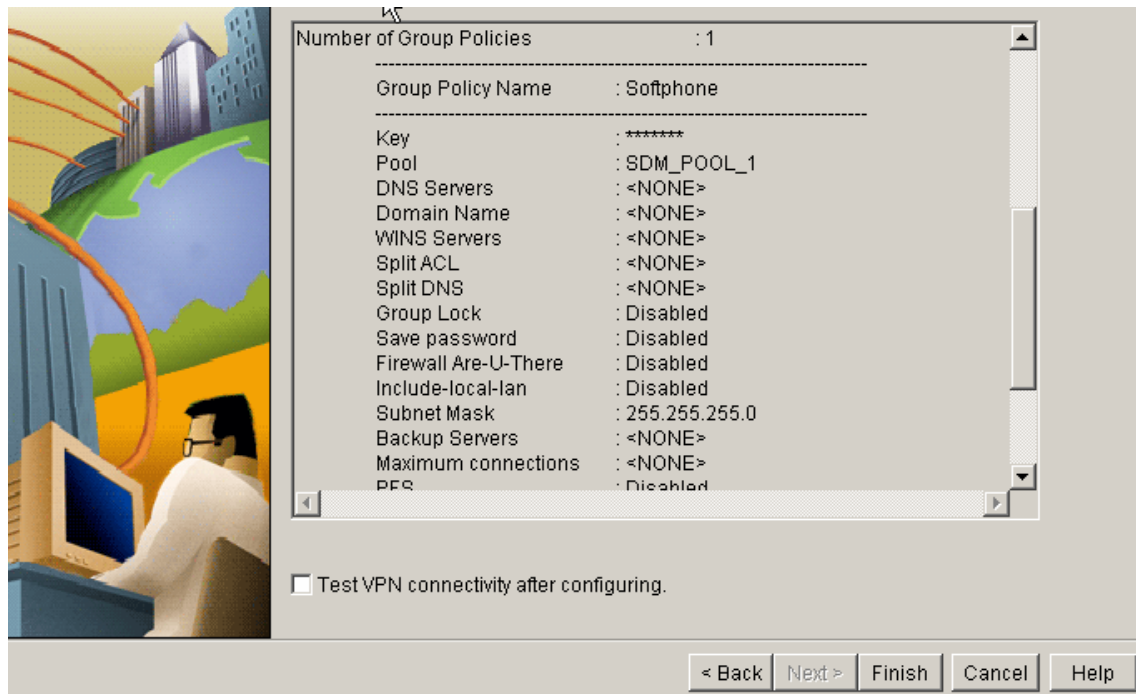 Number of Group Policies : 1
------------------------------------------------------------------------
Group Policy Name : Softphone
------------------------------------------------------------------------
Key : *******
Pool : SDM_POOL_1
DNS Servers : <NONE>
Domain Name : <NONE>
WINS Servers : <NONE>
Split ACL : <NONE>
Split DNS : <NONE>
Group Lock : Disabled
Save password : Disabled
Firewall Are-U-There : Disabled
Include-local-lan : Disabled
Subnet Mask : 255.255.255.0
Backup Servers : <NONE>
Maximum connections : <NONE>
PFS : Disabled
Test VPN connectivity after configuring.
< Back Next > Finish Cancel Help